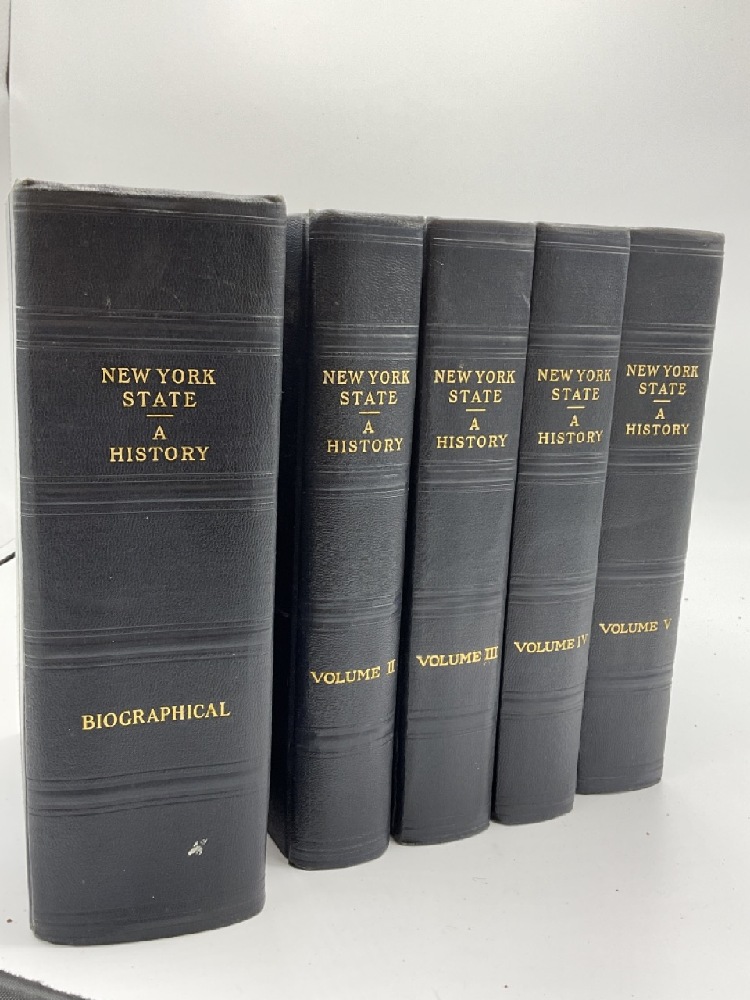 NEW YORK
STATE
A
HISTORY
BIOGRAPHICAL
NEW YORK
STATE
A
HISTORY
VOLUME II
NEW YORK
STATE
A
HISTORY
VOLUME III
NEW YORK
STATE
A
HISTORY
VOLUME IV
NEW YORK
STATE
A
HISTORY
VOLUME V